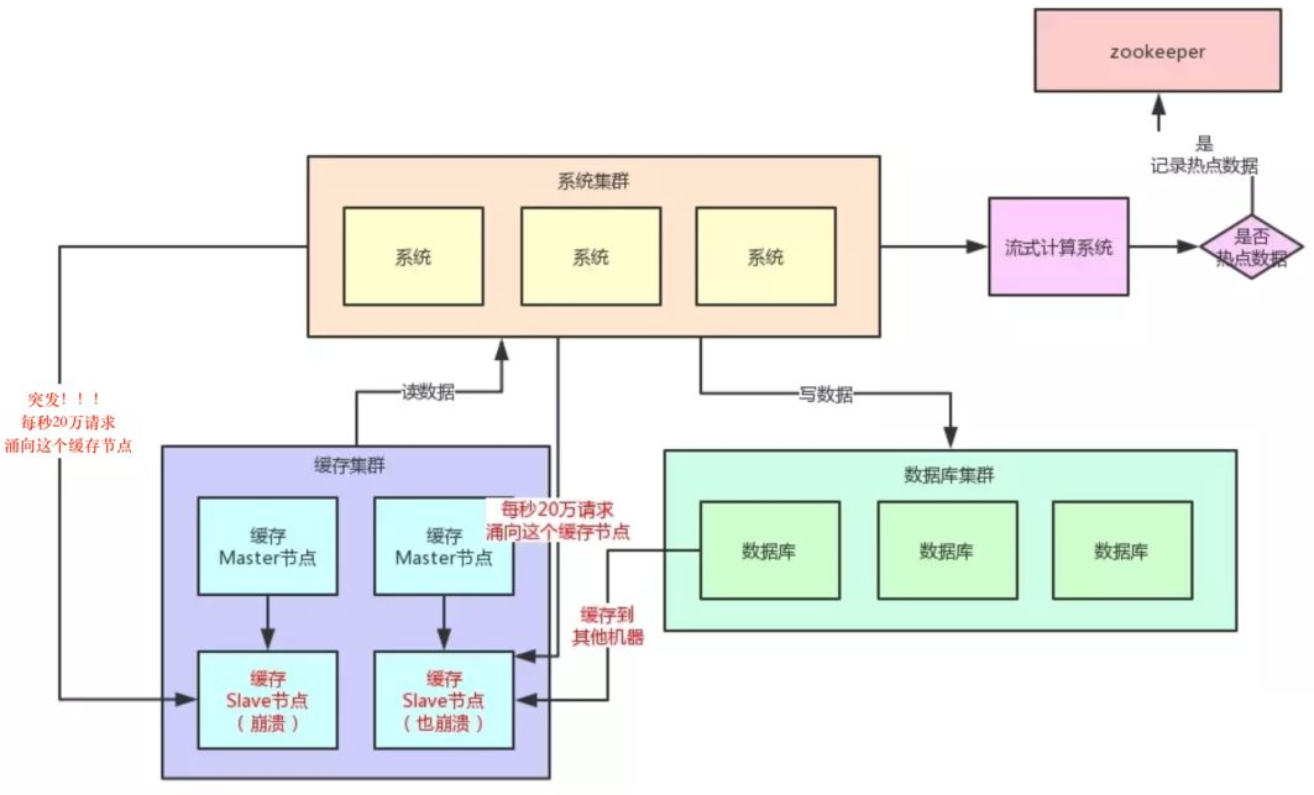 zookeeper
是
记录热点数据
系统集群
系统
系统
系统
流式计算系统
是否
热点数据
突发！！！
每秒20万请求
涌向这个缓存节点
读数据
写数据
缓存集群
缓存
Master节点
缓存
Master节点
每秒20万请求
涌向这个缓存节点
数据库集群
数据库
数据库
数据库
缓存到
其他机器
缓存
Slave节点
（崩溃）
缓存
Slave节点
（也崩溃）